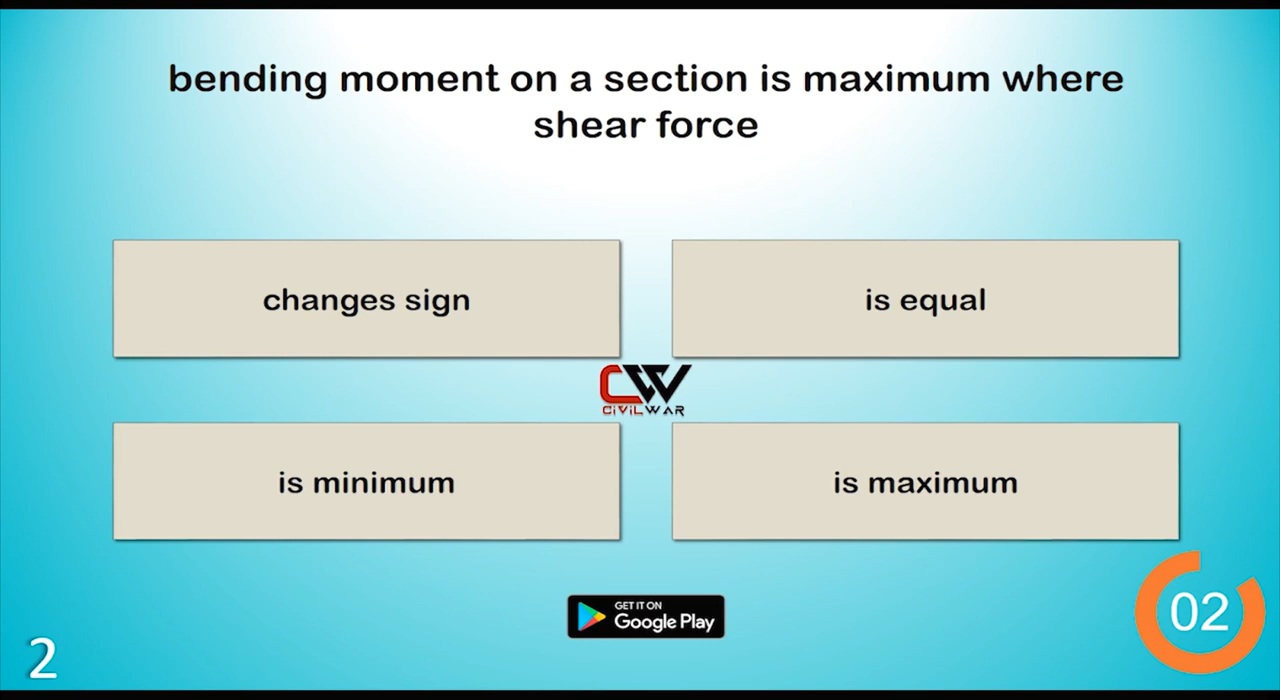 bending moment on a section is maximum where
shear force
changes sign
is equal
CW
CiViLWAR
is minimum
is maximum
GET IT ON
Google Play
02
2